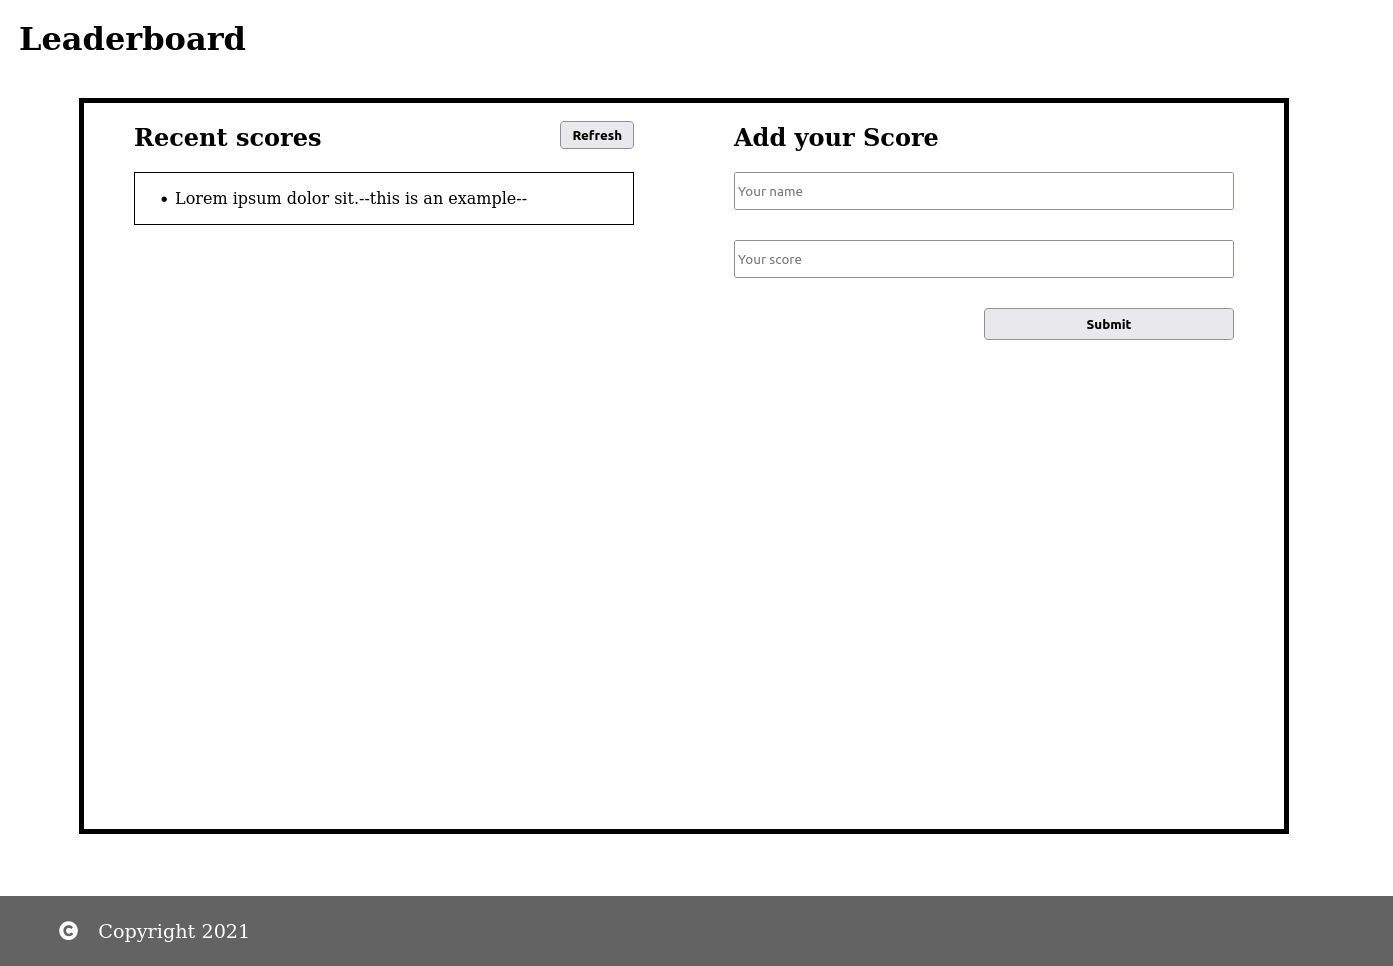 Leaderboard
Recent scores
Refresh
• Lorem ipsum dolor sit.--this is an example--
Add your Score
Your name
Your score
Submit
© Copyright 2021